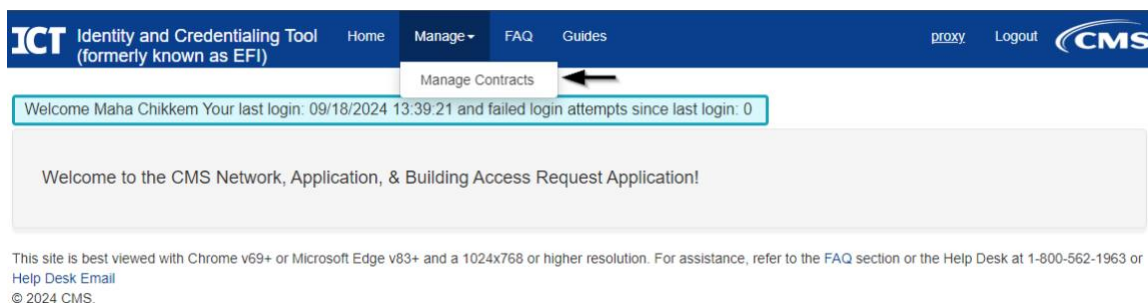 ICT Identity and Credentialing Tool (formerly known as EFI) Home Manage FAQ Guides proxy Logout CMS
Manage Contracts
Welcome Maha Chikkem Your last login: 09/18/2024 13:39:21 and failed login attempts since last login: 0
Welcome to the CMS Network, Application, & Building Access Request Application!
This site is best viewed with Chrome v69+ or Microsoft Edge v83+ and a 1024x768 or higher resolution. For assistance, refer to the FAQ section or the Help Desk at 1-800-562-1963 or
Help Desk Email
© 2024 CMS.